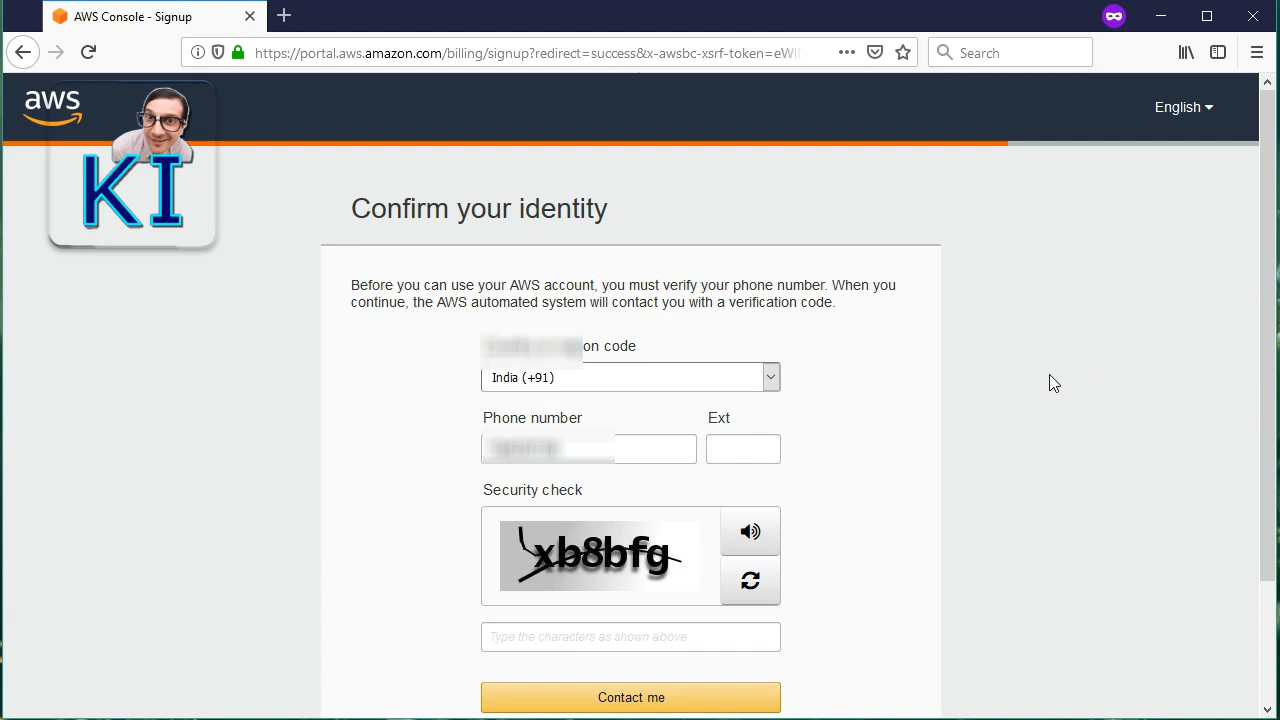 AWS Console - Signup
https://portal.aws.amazon.com/billing/signup?redirect=success&x-awsbc-xsrf-token=eWID
Search
aws
English
KI
Confirm your identity
Before you can use your AWS account, you must verify your phone number. When you
continue, the AWS automated system will contact you with a verification code.
on code
India (+91)
Phone number Ext
Security check
xb8bfg
Type the characters as shown above
Contact me